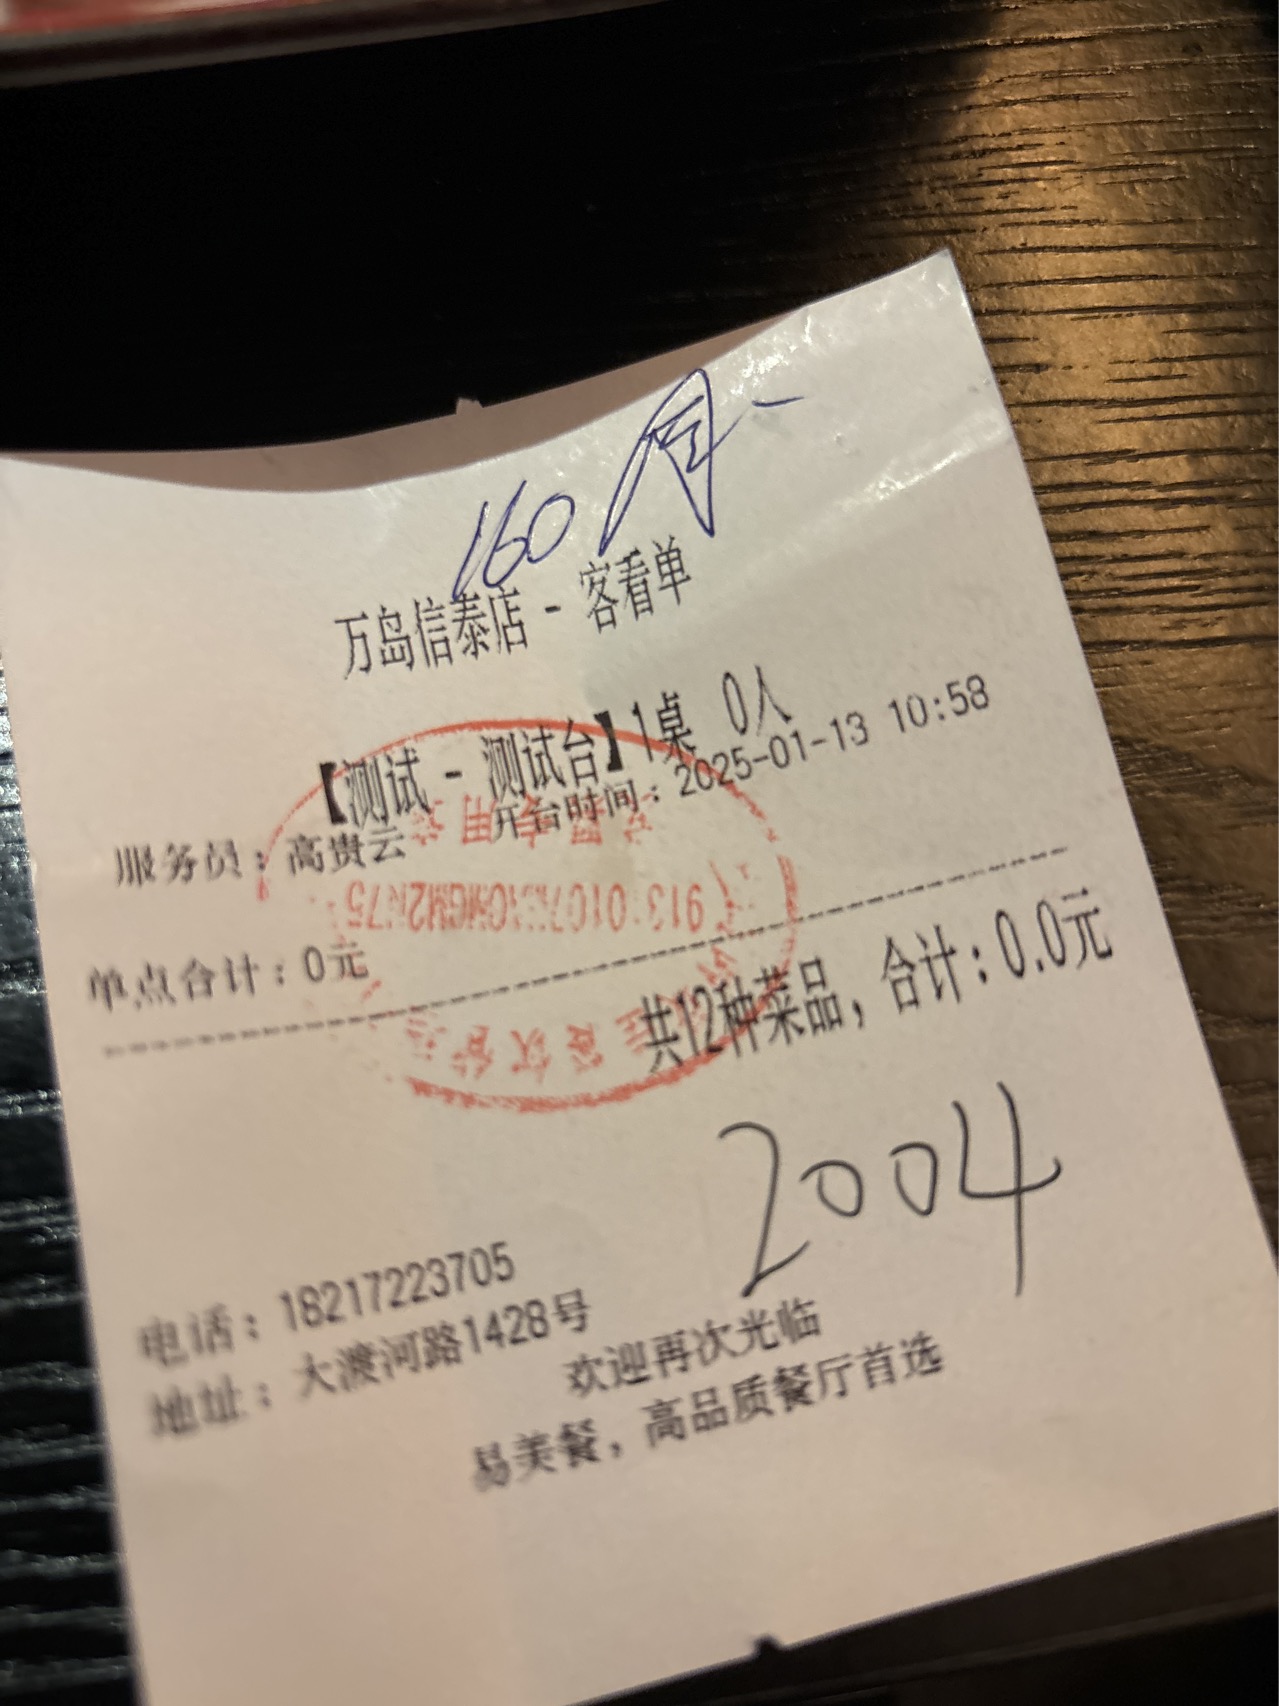 160
万岛信泰店 - 客看单
【测试 - 测试台】1桌 0人
服务员：高贵云 开台时间：2025-01-13 10:58
单点合计：0元
共12种菜品，合计：0.0元
2004
电话：18217223705
地址：大渡河路1428号
欢迎再次光临
易美餐，高品质餐厅首选